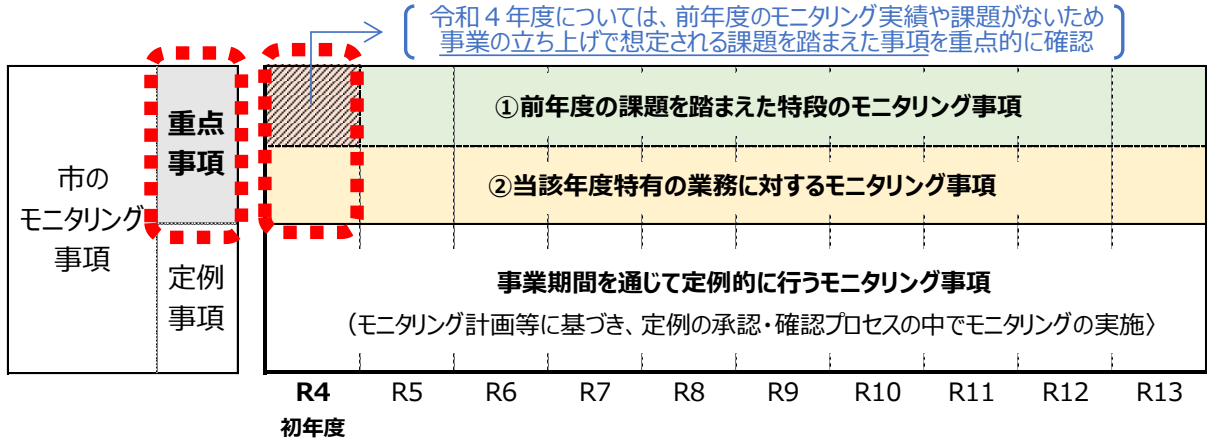 令和４年度については、前年度のモニタリング実績や課題がないため
事業の立ち上げで想定される課題を踏まえた事項を重点的に確認
市の
モニタリング
事項
重点
事項
定例
事項
①前年度の課題を踏まえた特段のモニタリング事項
②当該年度特有の業務に対するモニタリング事項
事業期間を通じて定例的に行うモニタリング事項
（モニタリング計画等に基づき、定例の承認・確認プロセスの中でモニタリングの実施〉
R4 R5 R6 R7 R8 R9 R10 R11 R12 R13
初年度